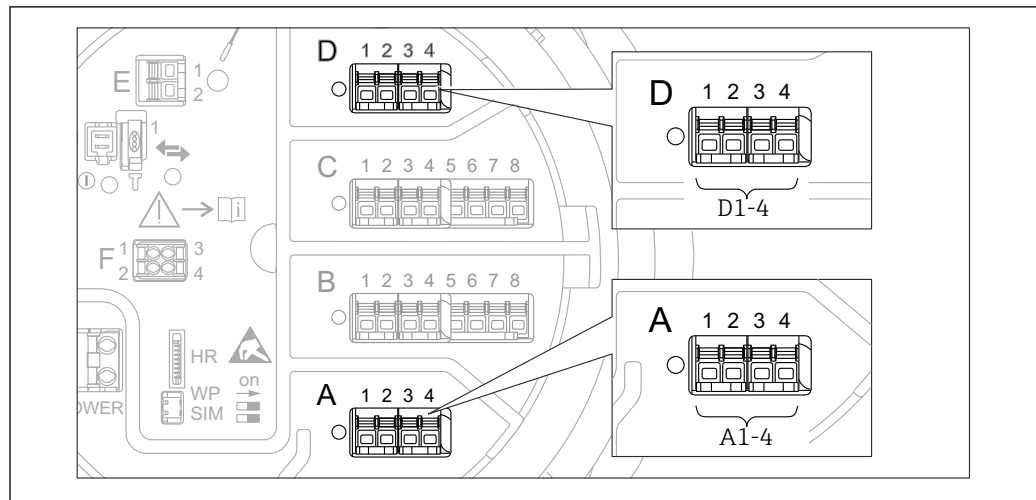 D 1 2 3 4
E 1
2
1
D 1 2 3 4
D1-4
C 1 2 3 4 5 6 7 8
i
F 1 3
2 4
B 1 2 3 4 5 6 7 8
A 1 2 3 4
A1-4
HR
WP on
SIM
OWER
A 1 2 3 4